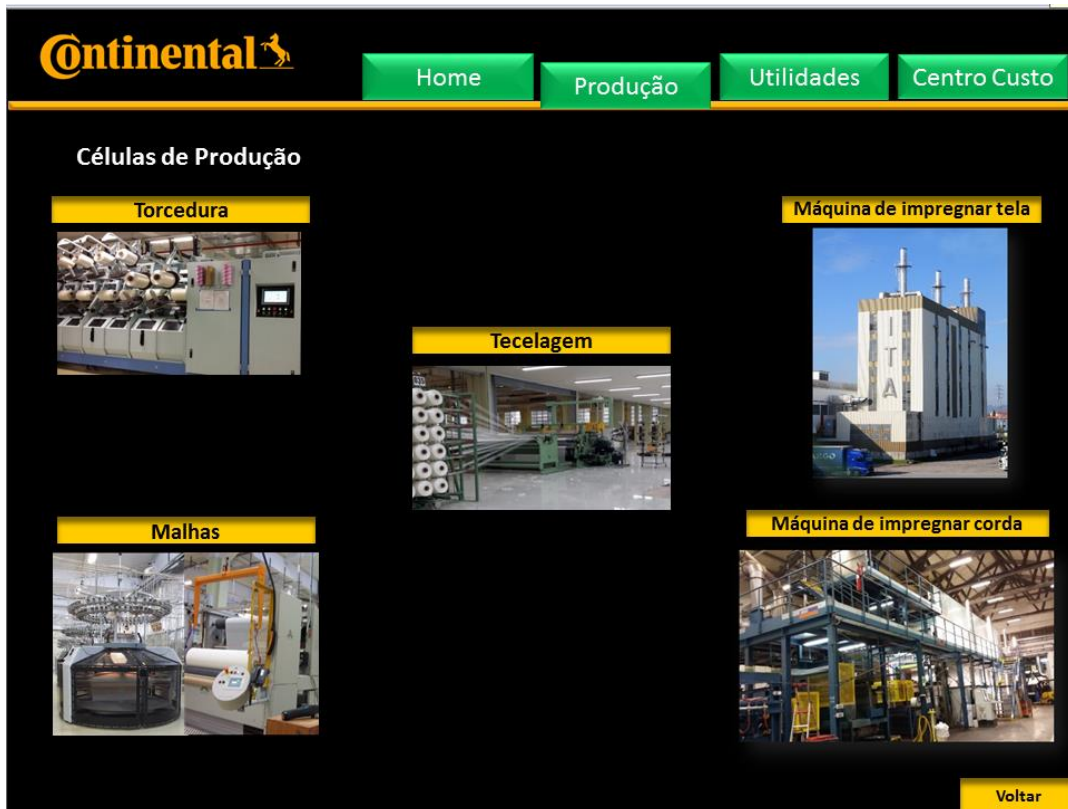 Continental
Home
Produção
Utilidades
Centro Custo
Células de Produção
Torcedura
Máquina de impregnar tela
ITA
Tecelagem
Malhas
Máquina de impregnar corda
Voltar